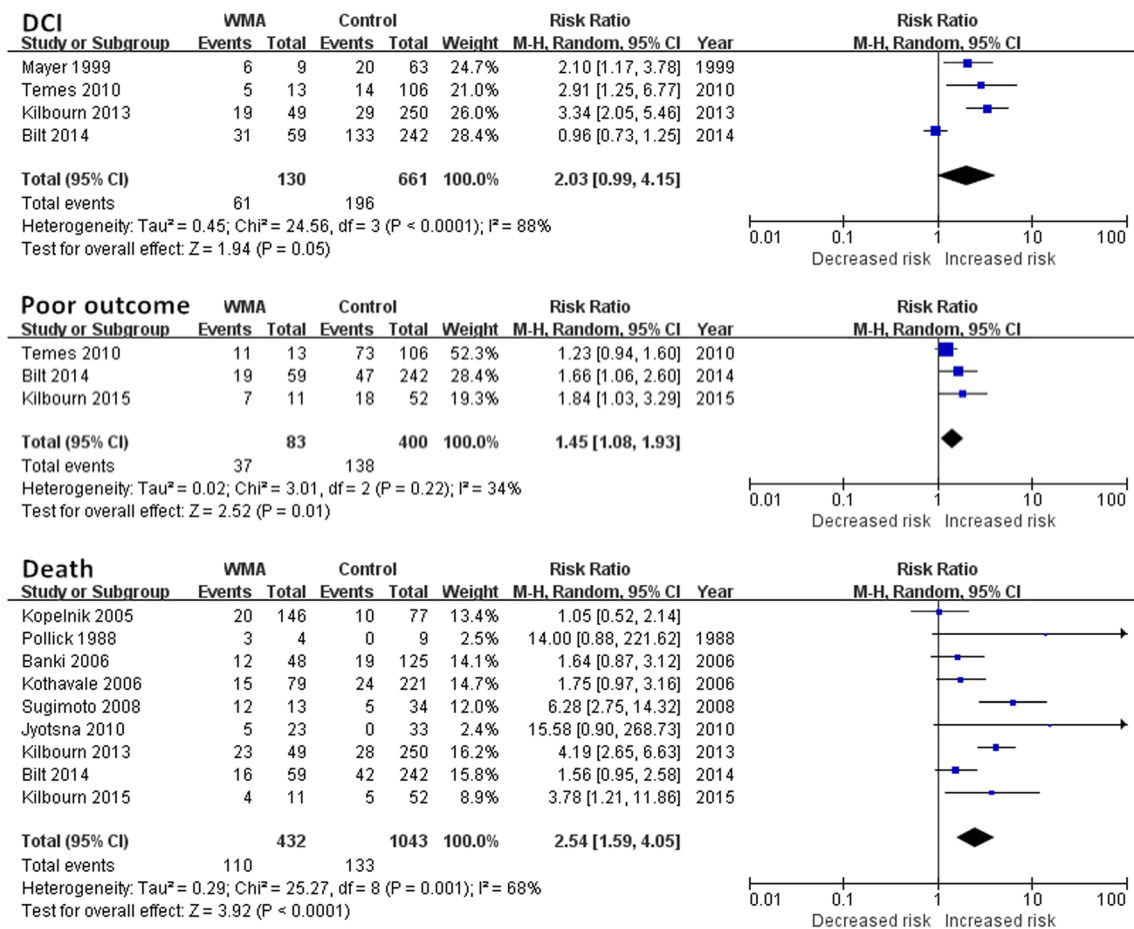 DCI WMA Control Risk Ratio Risk Ratio
Study or Subgroup Events Total Events Total Weight M-H, Random, 95% CI Year M-H, Random, 95% CI
Mayer 1999 6 9 20 63 24.7% 2.10 [1.17, 3.78] 1999
Temes 2010 5 13 14 106 21.0% 2.91 [1.25, 6.77] 2010
Kilbourn 2013 19 49 29 250 26.0% 3.34 [2.05, 5.46] 2013
Bilt 2014 31 59 133 242 28.4% 0.96 [0.73, 1.25] 2014
Total (95% CI) 130 661 100.0% 2.03 [0.99, 4.15]
Total events 61 196
Heterogeneity: Tau² = 0.45; Chi² = 24.56, df = 3 (P < 0.0001); I² = 88%
Test for overall effect: Z = 1.94 (P = 0.05)
0.01 0.1 1 10 100
Decreased risk Increased risk
Poor outcome WMA Control Risk Ratio Risk Ratio
Study or Subgroup Events Total Events Total Weight M-H, Random, 95% CI Year M-H, Random, 95% CI
Temes 2010 11 13 73 106 52.3% 1.23 [0.94, 1.60] 2010
Bilt 2014 19 59 47 242 28.4% 1.66 [1.06, 2.60] 2014
Kilbourn 2015 7 11 18 52 19.3% 1.84 [1.03, 3.29] 2015
Total (95% CI) 83 400 100.0% 1.45 [1.08, 1.93]
Total events 37 138
Heterogeneity: Tau² = 0.02; Chi² = 3.01, df = 2 (P = 0.22); I² = 34%
Test for overall effect: Z = 2.52 (P = 0.01)
0.01 0.1 1 10 100
Decreased risk Increased risk
Death WMA Control Risk Ratio Risk Ratio
Study or Subgroup Events Total Events Total Weight M-H, Random, 95% CI Year M-H, Random, 95% CI
Kopelnik 2005 20 146 10 77 13.4% 1.05 [0.52, 2.14]
Pollick 1988 3 4 0 9 2.5% 14.00 [0.88, 221.62] 1988
Banki 2006 12 48 19 125 14.1% 1.64 [0.87, 3.12] 2006
Kothavale 2006 15 79 24 221 14.7% 1.75 [0.97, 3.16] 2006
Sugimoto 2008 12 13 5 34 12.0% 6.28 [2.75, 14.32] 2008
Jyotsna 2010 5 23 0 33 2.4% 15.58 [0.90, 268.73] 2010
Kilbourn 2013 23 49 28 250 16.2% 4.19 [2.65, 6.63] 2013
Bilt 2014 16 59 42 242 15.8% 1.56 [0.95, 2.58] 2014
Kilbourn 2015 4 11 5 52 8.9% 3.78 [1.21, 11.86] 2015
Total (95% CI) 432 1043 100.0% 2.54 [1.59, 4.05]
Total events 110 133
Heterogeneity: Tau² = 0.29; Chi² = 25.27, df = 8 (P = 0.001); I² = 68%
Test for overall effect: Z = 3.92 (P < 0.0001)
0.01 0.1 1 10 100
Decreased risk Increased risk